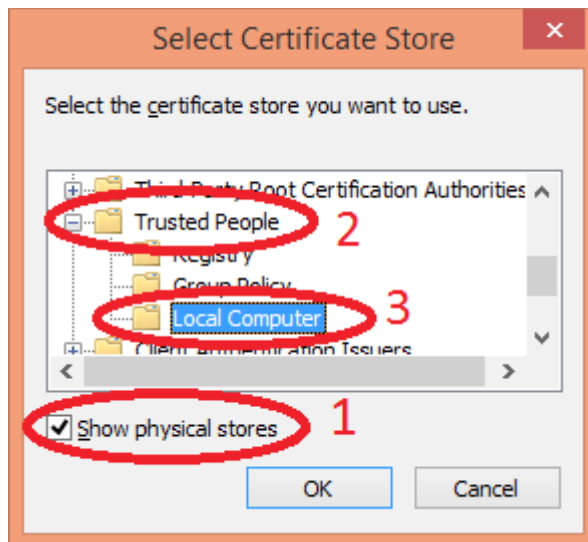 Select Certificate Store
Select the certificate store you want to use.
Third-Party Root Certification Authorities
Trusted People
2
Registry
Group Policy
Local Computer
3
Client Authentication Issuers
Show physical stores
1
OK
Cancel